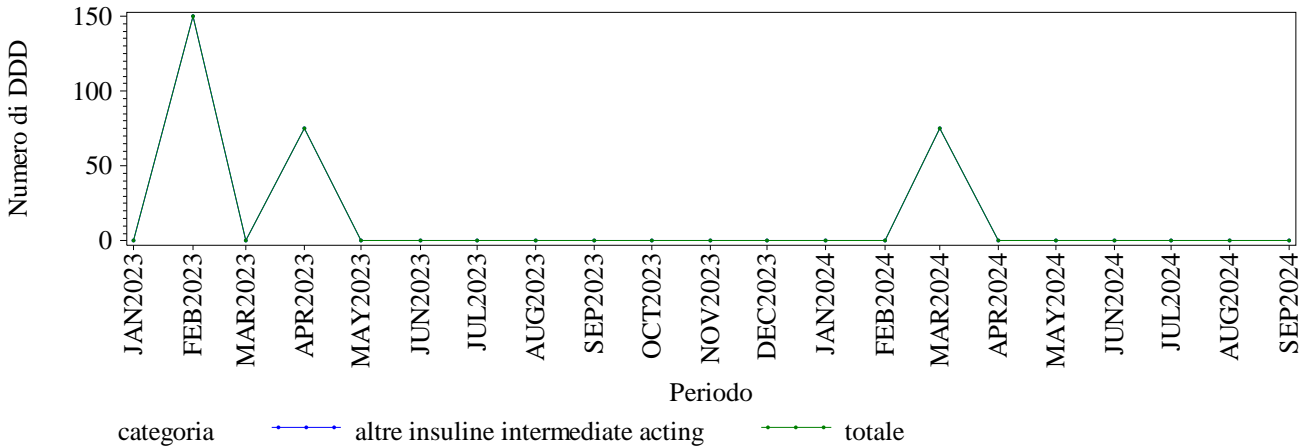 Numero di DDD
150
100
50
0
JAN2023
FEB2023
MAR2023
APR2023
MAY2023
JUN2023
JUL2023
AUG2023
SEP2023
OCT2023
NOV2023
DEC2023
JAN2024
FEB2024
MAR2024
APR2024
MAY2024
JUN2024
JUL2024
AUG2024
SEP2024
Periodo
categoria altre insuline intermediate acting totale